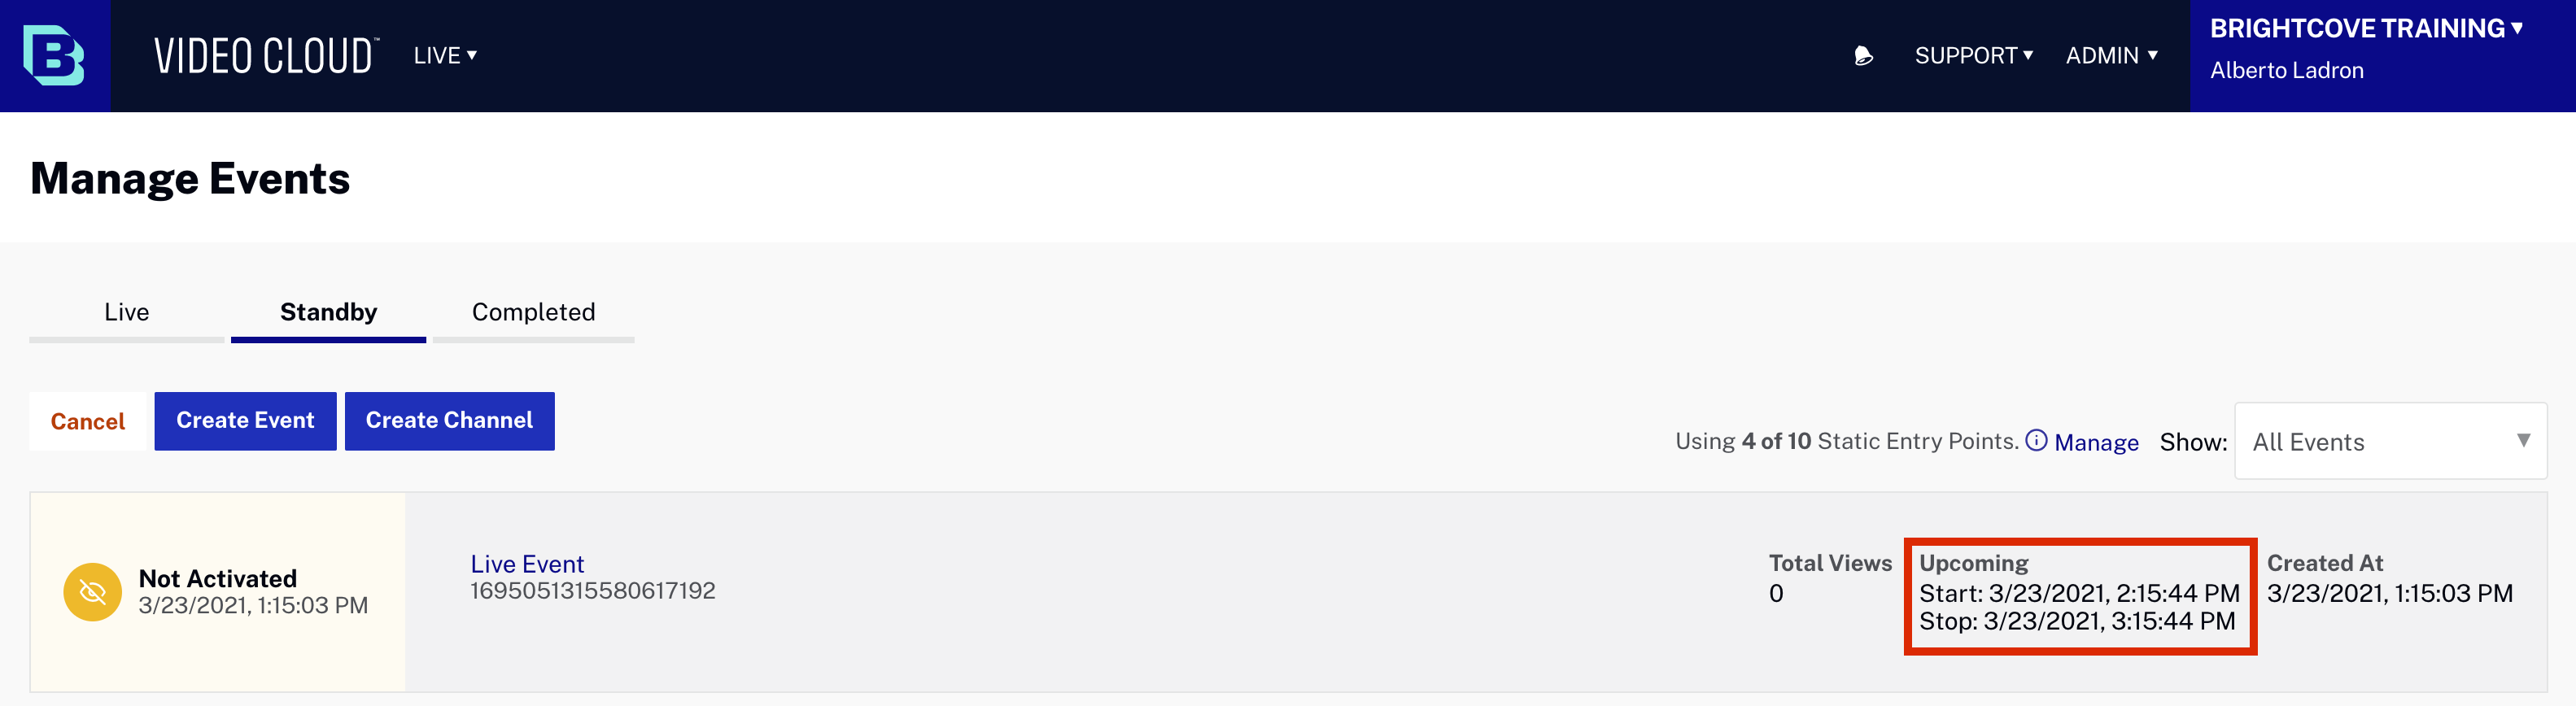 B VIDEO CLOUD™ LIVE ▼ SUPPORT ▼ ADMIN ▼ BRIGHTCOVE TRAINING ▼
Alberto Ladron
Manage Events
Live Standby Completed
Cancel Create Event Create Channel
Using 4 of 10 Static Entry Points. i Manage Show: All Events ▼
Not Activated
3/23/2021, 1:15:03 PM
Live Event
1695051315580617192
Total Views
0
Upcoming
Start: 3/23/2021, 2:15:44 PM
Stop: 3/23/2021, 3:15:44 PM
Created At
3/23/2021, 1:15:03 PM